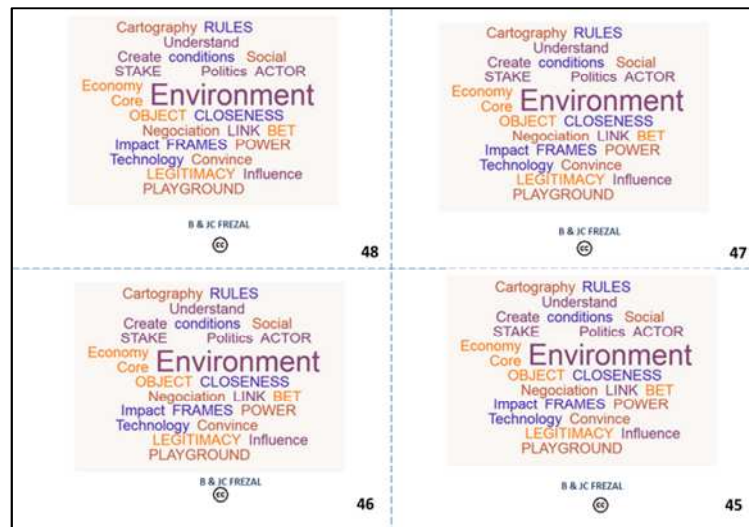 Cartography RULES
Understand
Create conditions Social
STAKE Politics ACTOR
Economy
Core Environment
OBJECT CLOSENESS
Negociation LINK BET
Impact FRAMES POWER
Technology Convince
LEGITIMACY Influence
PLAYGROUND
B & JC FREZAL
cc
48
Cartography RULES
Understand
Create conditions Social
STAKE Politics ACTOR
Economy
Core Environment
OBJECT CLOSENESS
Negociation LINK BET
Impact FRAMES POWER
Technology Convince
LEGITIMACY Influence
PLAYGROUND
B & JC FREZAL
cc
47
Cartography RULES
Understand
Create conditions Social
STAKE Politics ACTOR
Economy
Core Environment
OBJECT CLOSENESS
Negociation LINK BET
Impact FRAMES POWER
Technology Convince
LEGITIMACY Influence
PLAYGROUND
B & JC FREZAL
cc
46
Cartography RULES
Understand
Create conditions Social
STAKE Politics ACTOR
Economy
Core Environment
OBJECT CLOSENESS
Negociation LINK BET
Impact FRAMES POWER
Technology Convince
LEGITIMACY Influence
PLAYGROUND
B & JC FREZAL
cc
45